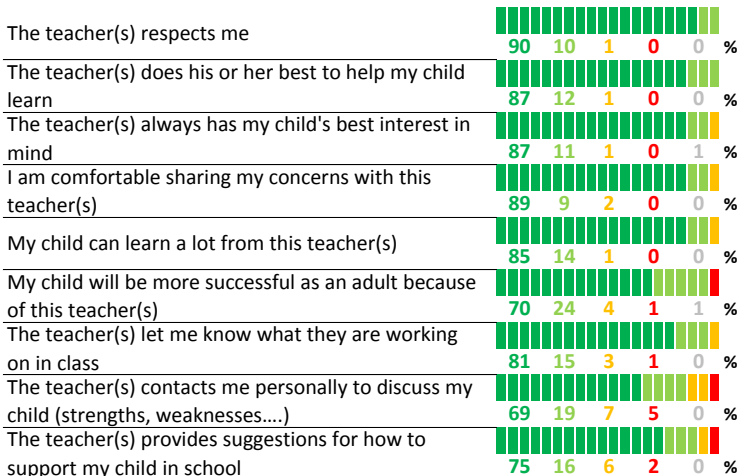 The teacher(s) respects me
90 10 1 0 0 %
The teacher(s) does his or her best to help my child
learn
87 12 1 0 0 %
The teacher(s) always has my child's best interest in
mind
87 11 1 0 1 %
I am comfortable sharing my concerns with this
teacher(s)
89 9 2 0 0 %
My child can learn a lot from this teacher(s)
85 14 1 0 0 %
My child will be more successful as an adult because
of this teacher(s)
70 24 4 1 1 %
The teacher(s) let me know what they are working
on in class
81 15 3 1 0 %
The teacher(s) contacts me personally to discuss my
child (strengths, weaknesses....)
69 19 7 5 0 %
The teacher(s) provides suggestions for how to
support my child in school
75 16 6 2 0 %